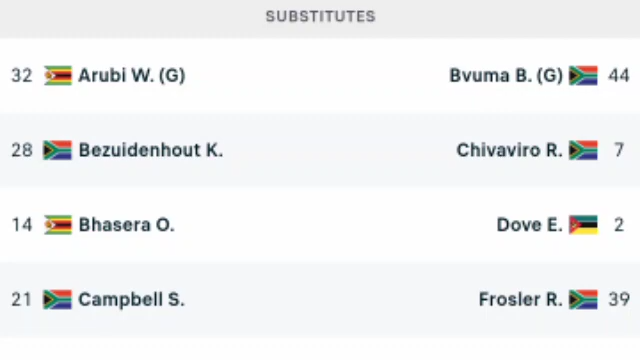 SUBSTITUTES
32 Arubi W. (G) Bvuma B. (G) 44
28 Bezuidenhout K. Chivaviro R. 7
14 Bhasera O. Dove E. 2
21 Campbell S. Frosler R. 39